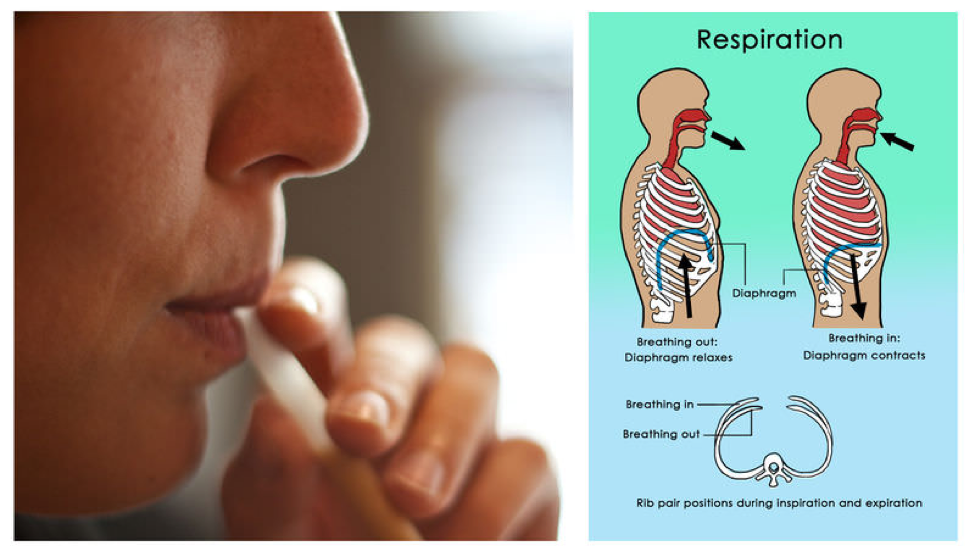 Respiration
Diaphragm
Breathing out:
Diaphragm relaxes
Breathing in:
Diaphragm contracts
Breathing in
Breathing out
Rib pair positions during inspiration and expiration